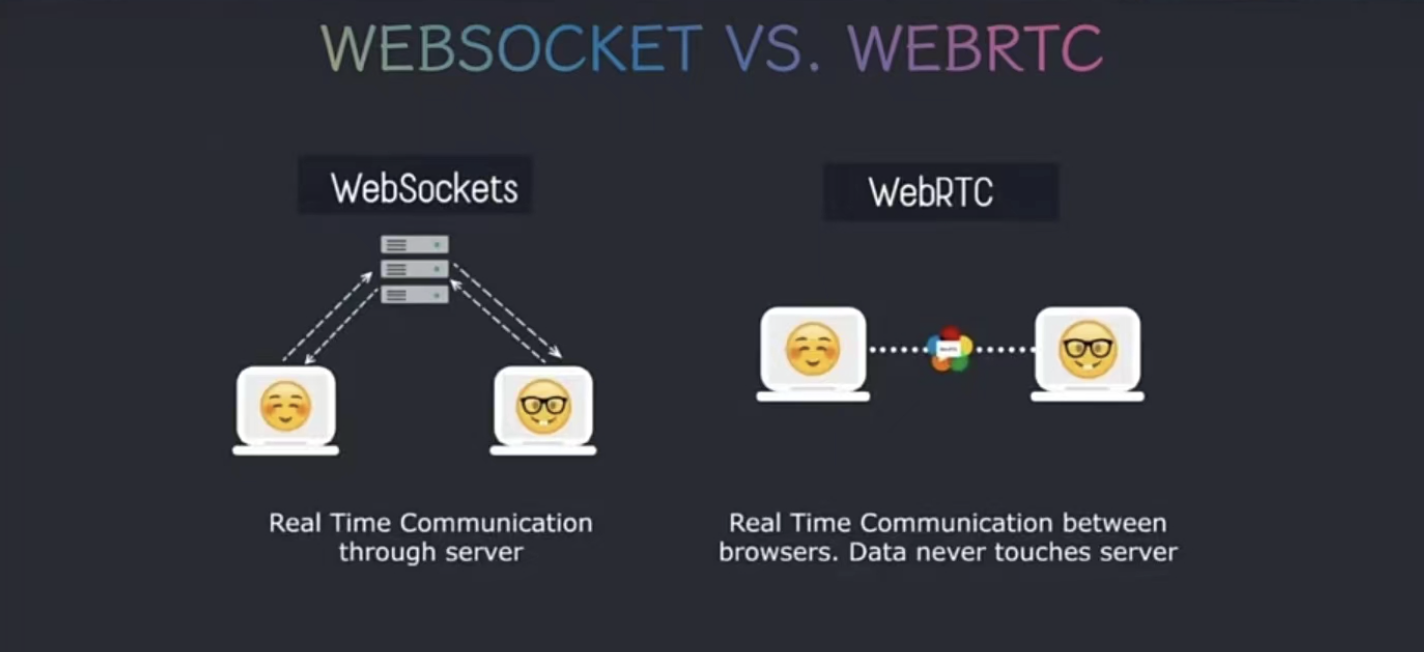 WEBSOCKET VS. WEBRTC
WebSockets
WebRTC
Real Time Communication
through server
Real Time Communication between
browsers. Data never touches server